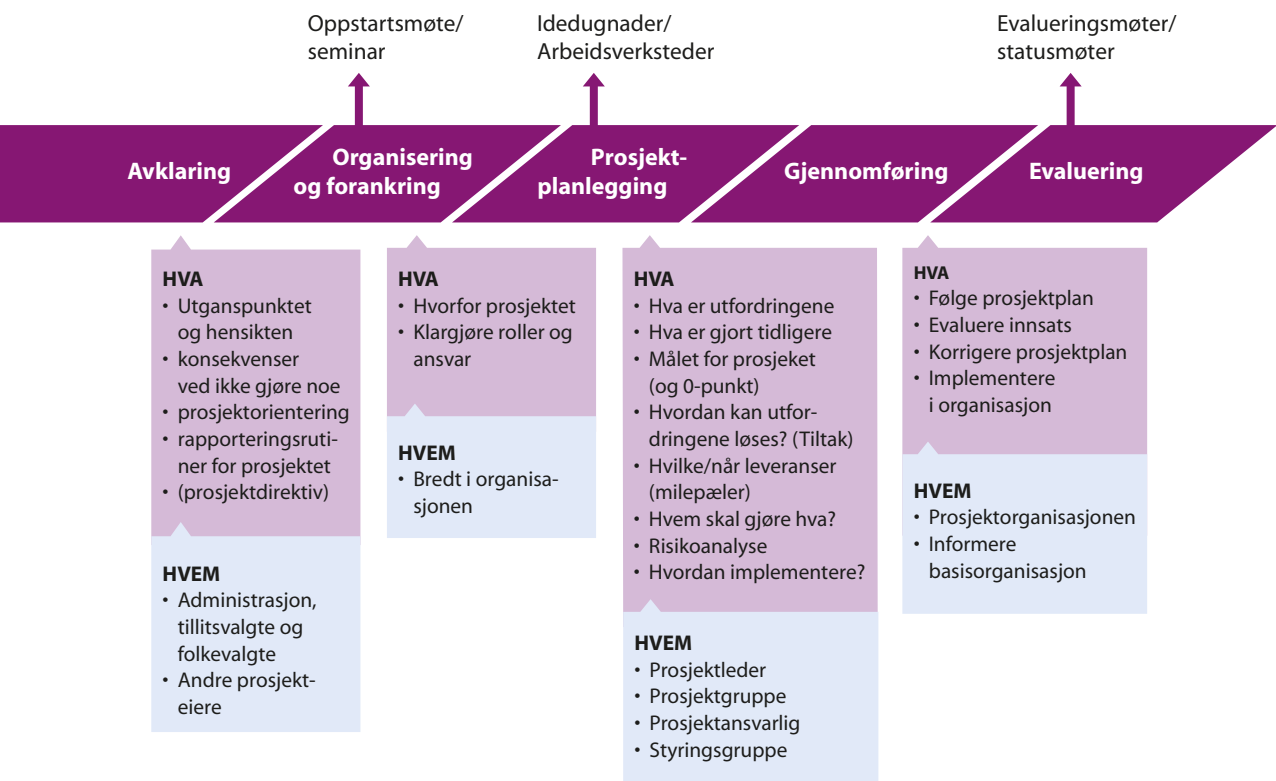 Oppstartsmøte/
seminar
Idedugnader/
Arbeidsverksteder
Evalueringsmøter/
statusmøter
Avklaring
Organisering
og forankring
Prosjekt-
planlegging
Gjennomføring
Evaluering
HVA
• Utganspunktet
og hensikten
• konsekvenser
ved ikke gjøre noe
• prosjektorientering
• rapporteringsruti-
ner for prosjektet
• (prosjektdirektiv)
HVEM
• Administrasjon,
tillitsvalgte og
folkevalgte
• Andre prosjekt-
eiere
HVA
• Hvorfor prosjektet
• Klargjøre roller og
ansvar
HVEM
• Bredt i organisa-
sjonen
HVA
• Hva er utfordringene
• Hva er gjort tidligere
• Målet for prosjeket
(og 0-punkt)
• Hvordan kan utfor-
dringene løses? (Tiltak)
• Hvilke/når leveranser
(milepæler)
• Hvem skal gjøre hva?
• Risikoanalyse
• Hvordan implementere?
HVEM
• Prosjektleder
• Prosjektgruppe
• Prosjektansvarlig
• Styringsgruppe
HVA
• Følge prosjektplan
• Evaluere innsats
• Korrigere prosjektplan
• Implementere
i organisasjon
HVEM
• Prosjektorganisasjonen
• Informere
basisorganisasjon